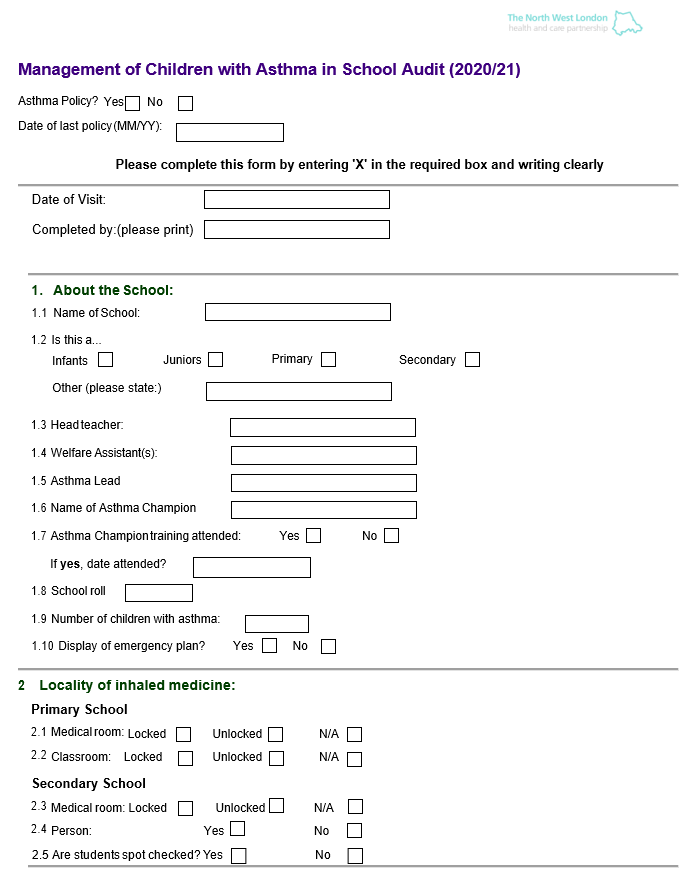 The North West London
health and care partnership
Management of Children with Asthma in School Audit (2020/21)
Asthma Policy? Yes No
Date of last policy (MM/YY):
Please complete this form by entering 'X' in the required box and writing clearly
Date of Visit:
Completed by:(please print)
1. About the School:
1.1 Name of School:
1.2 Is this a...
Infants Juniors Primary Secondary
Other (please state:)
1.3 Head teacher:
1.4 Welfare Assistant(s):
1.5 Asthma Lead
1.6 Name of Asthma Champion
1.7 Asthma Champion training attended: Yes No
If yes, date attended?
1.8 School roll
1.9 Number of children with asthma:
1.10 Display of emergency plan? Yes No
2 Locality of inhaled medicine:
Primary School
2.1 Medical room: Locked Unlocked N/A
2.2 Classroom: Locked Unlocked N/A
Secondary School
2.3 Medical room: Locked Unlocked N/A
2.4 Person: Yes No
2.5 Are students spot checked? Yes No